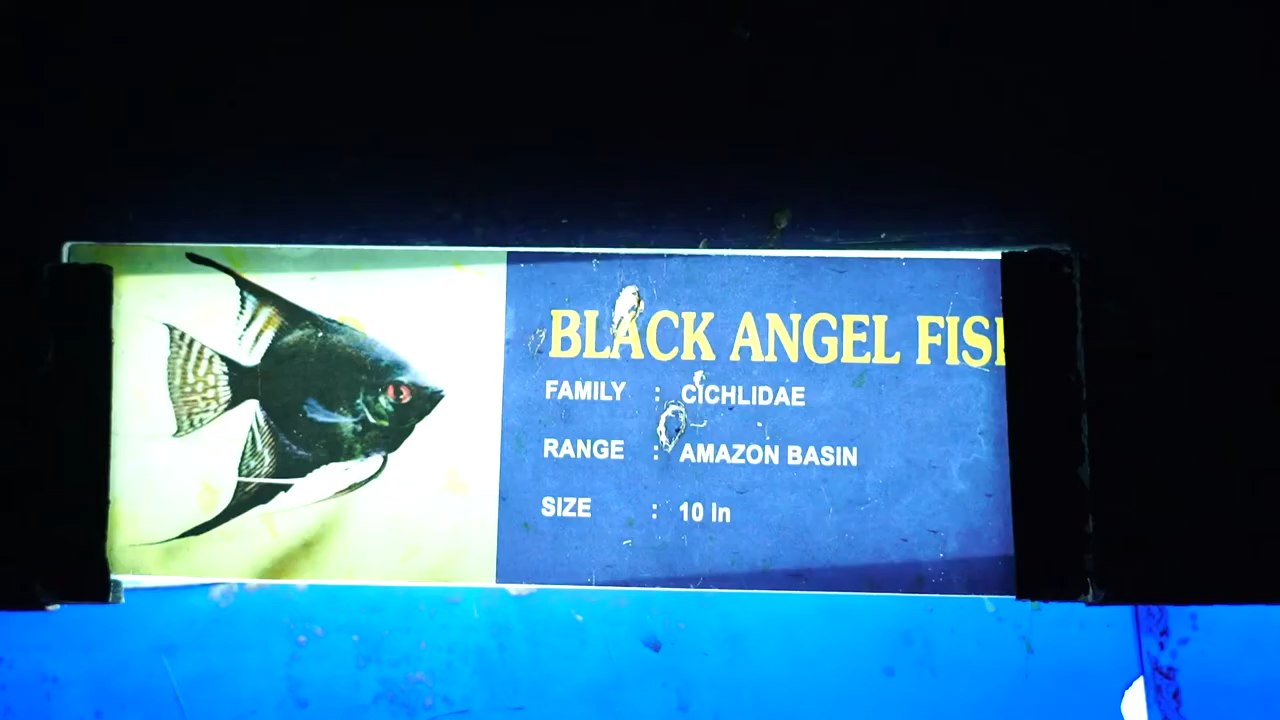 BLACK ANGEL FISH
FAMILY : CICHLIDAE
RANGE : AMAZON BASIN
SIZE : 10 in